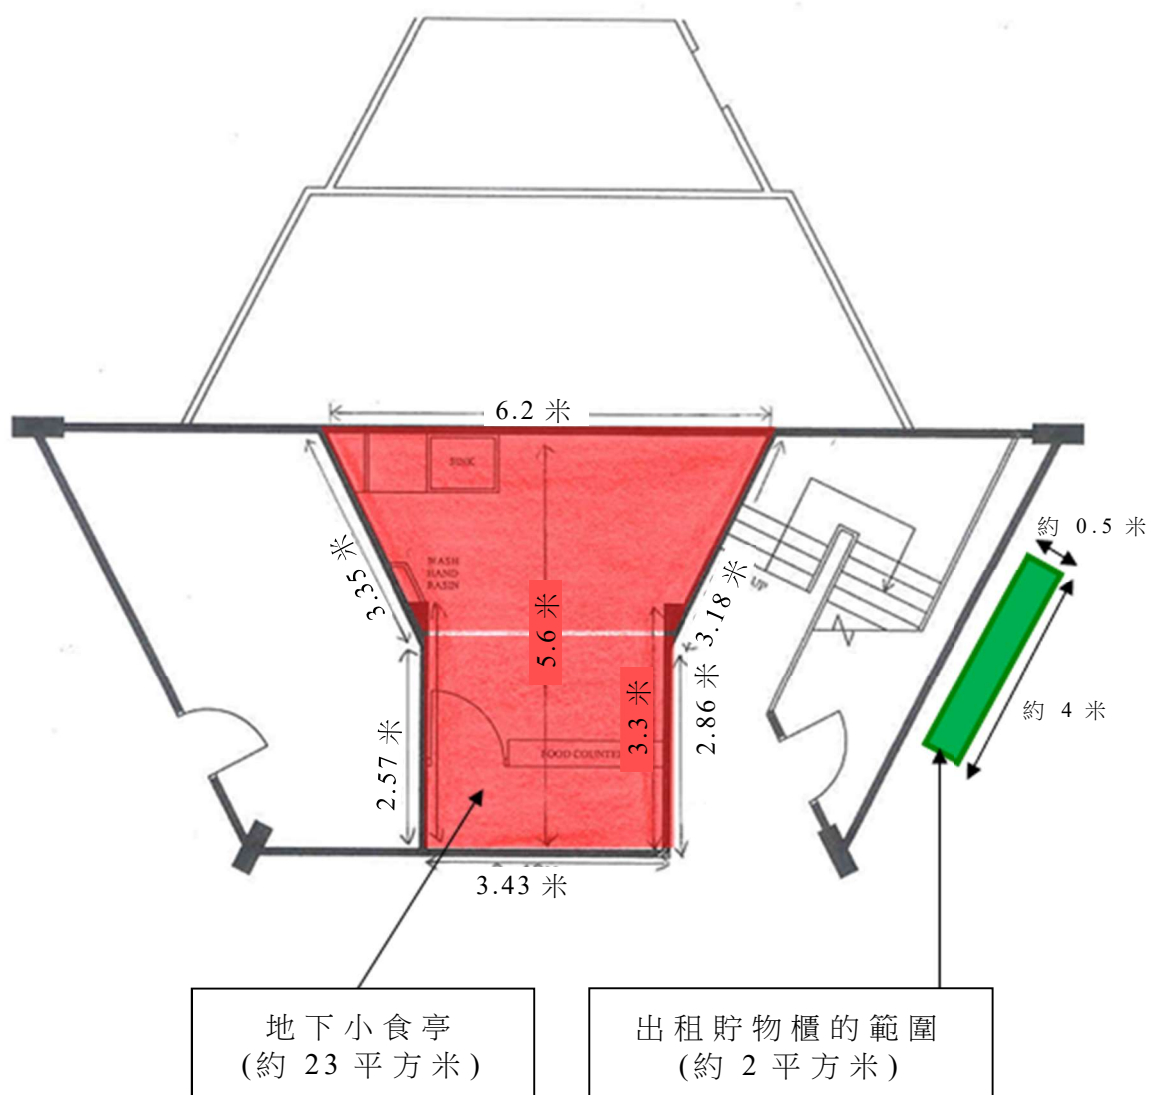 6.2 米
SINK
約 0.5 米
3.35 米
WASH
HAND
BASIN
5.6 米
3.18 米
UP
3.3 米
2.86 米
約 4 米
2.57 米
FOOD COUNTER
3.43 米
地下小食亭
(約 23 平方米)
出租貯物櫃的範圍
(約 2 平方米)